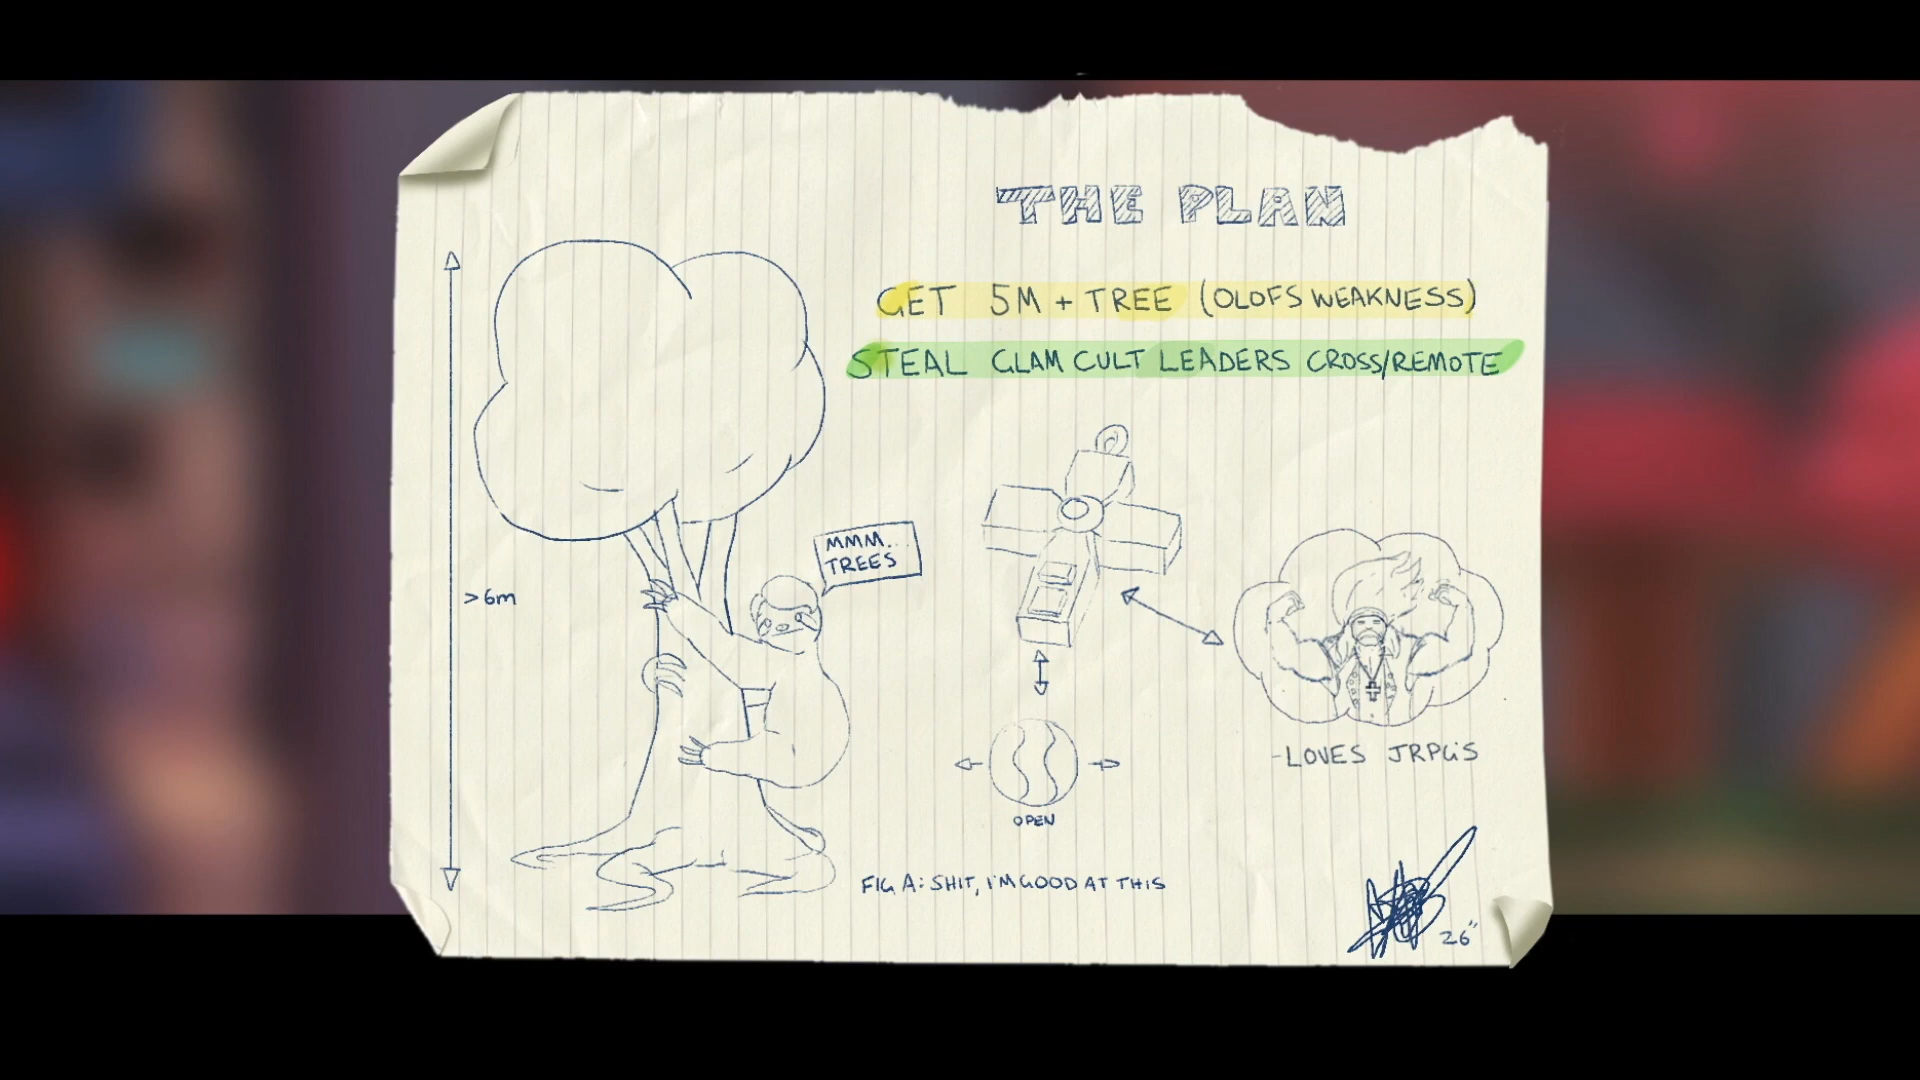 THE PLAN
GET 5M + TREE (OLOFS WEAKNESS)
STEAL GLAM CULT LEADERS CROSS/REMOTE
MMM...
TREES
>6m
-LOVES JRPGiS
OPEN
FIG A: SHIT, I'M GOOD AT THIS
26"